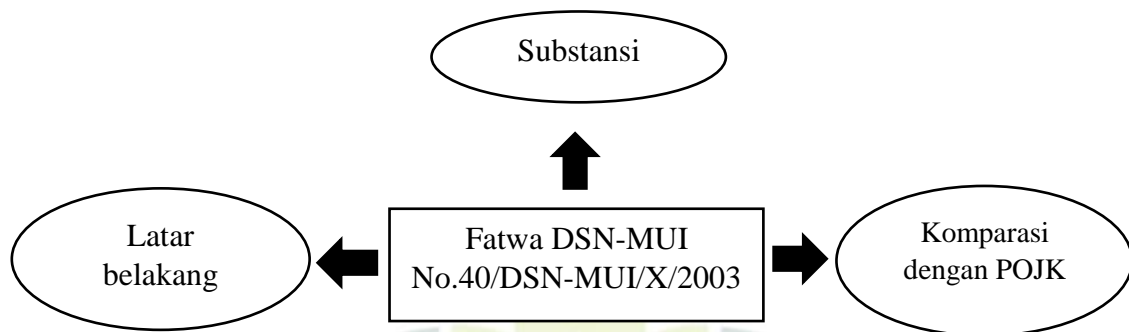 Substansi
Latar
belakang
Fatwa DSN-MUI
No.40/DSN-MUI/X/2003
Komparasi
dengan POJK